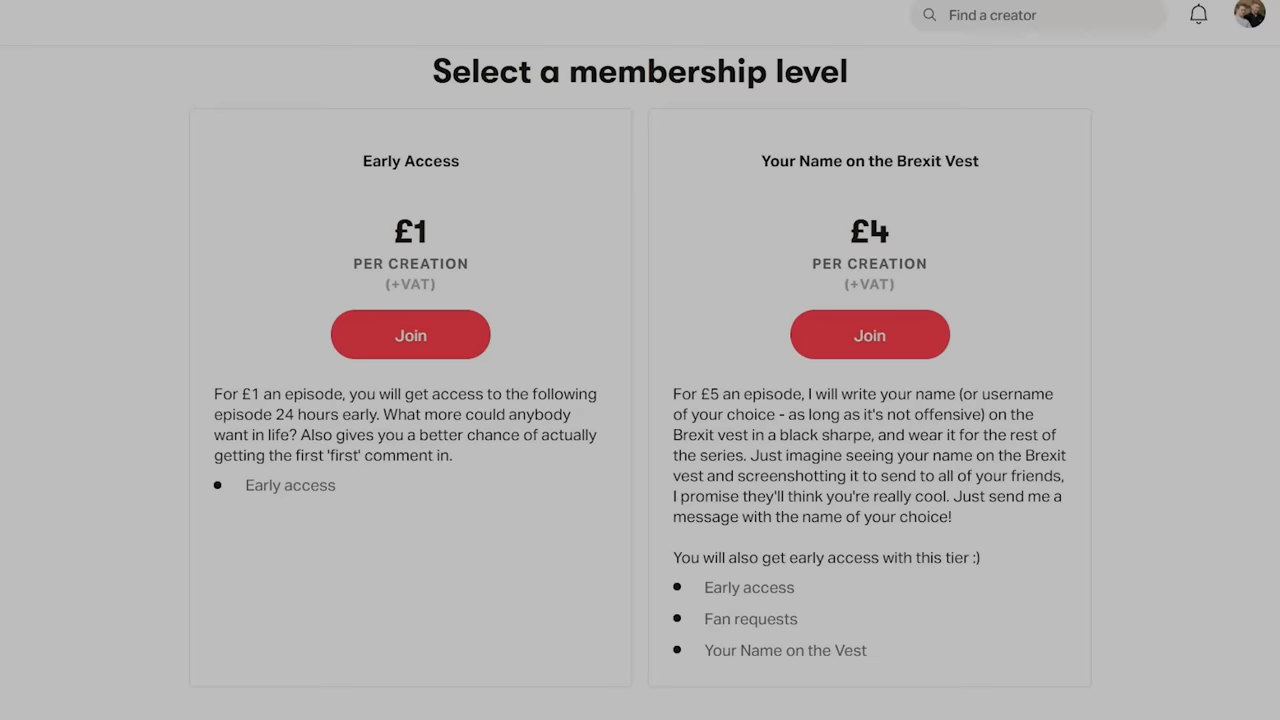 Find a creator
Select a membership level
Early Access
£1
PER CREATION
(+VAT)
Join
For £1 an episode, you will get access to the following
episode 24 hours early. What more could anybody
want in life? Also gives you a better chance of actually
getting the first 'first' comment in.
Early access
Your Name on the Brexit Vest
£4
PER CREATION
(+VAT)
Join
For £5 an episode, I will write your name (or username
of your choice - as long as it's not offensive) on the
Brexit vest in a black sharpe, and wear it for the rest of
the series. Just imagine seeing your name on the Brexit
vest and screenshotting it to send to all of your friends,
I promise they'll think you're really cool. Just send me a
message with the name of your choice!
You will also get early access with this tier :)
Early access
Fan requests
Your Name on the Vest